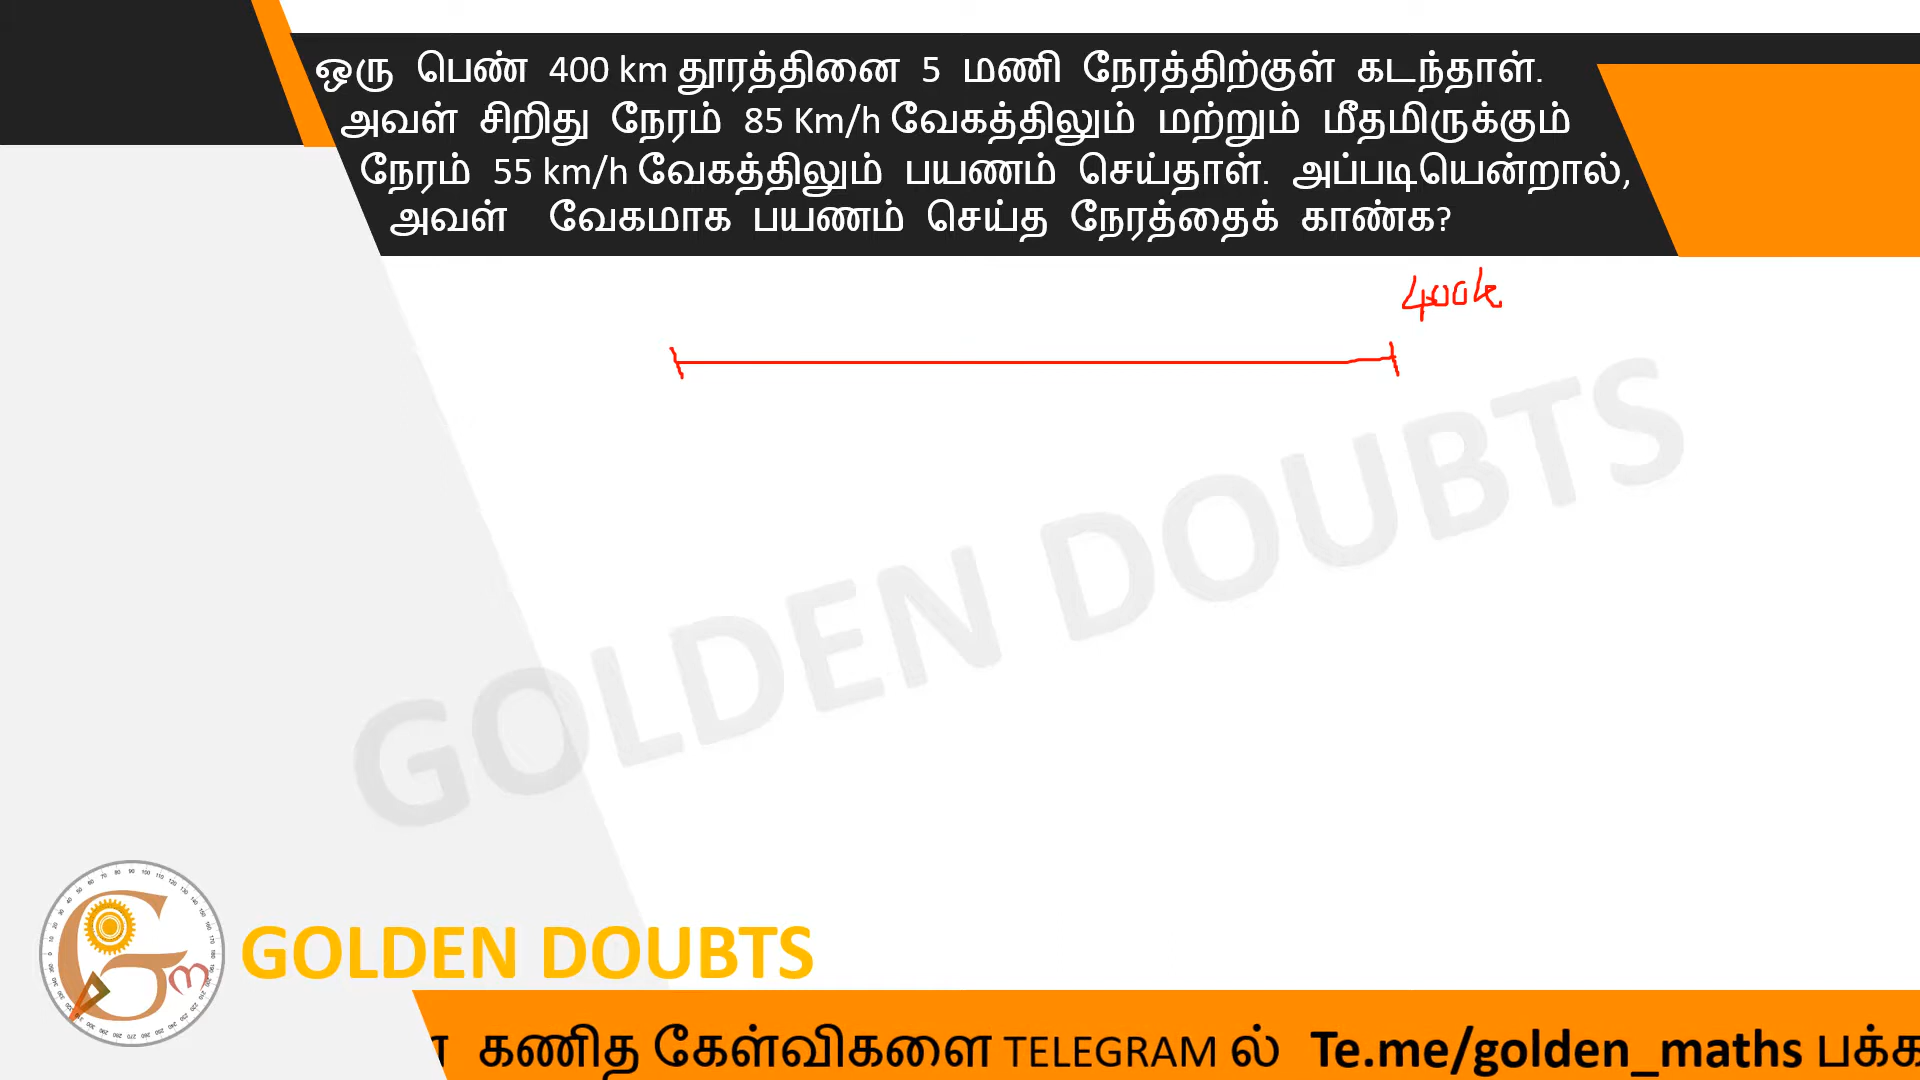 ஒரு பெண் 400 km தூரத்தினை 5 மணி நேரத்திற்குள் கடந்தாள்.
அவள் சிறிது நேரம் 85 Km/h வேகத்திலும் மற்றும் மீதமிருக்கும்
நேரம் 55 km/h வேகத்திலும் பயணம் செய்தாள். அப்படியென்றால்,
அவள் வேகமாக பயணம் செய்த நேரத்தைக் காண்க?
400k
GOLDEN DOUBTS
GOLDEN DOUBTS
கணித கேள்விகளை TELEGRAM ல் Te.me/golden_maths பக்க